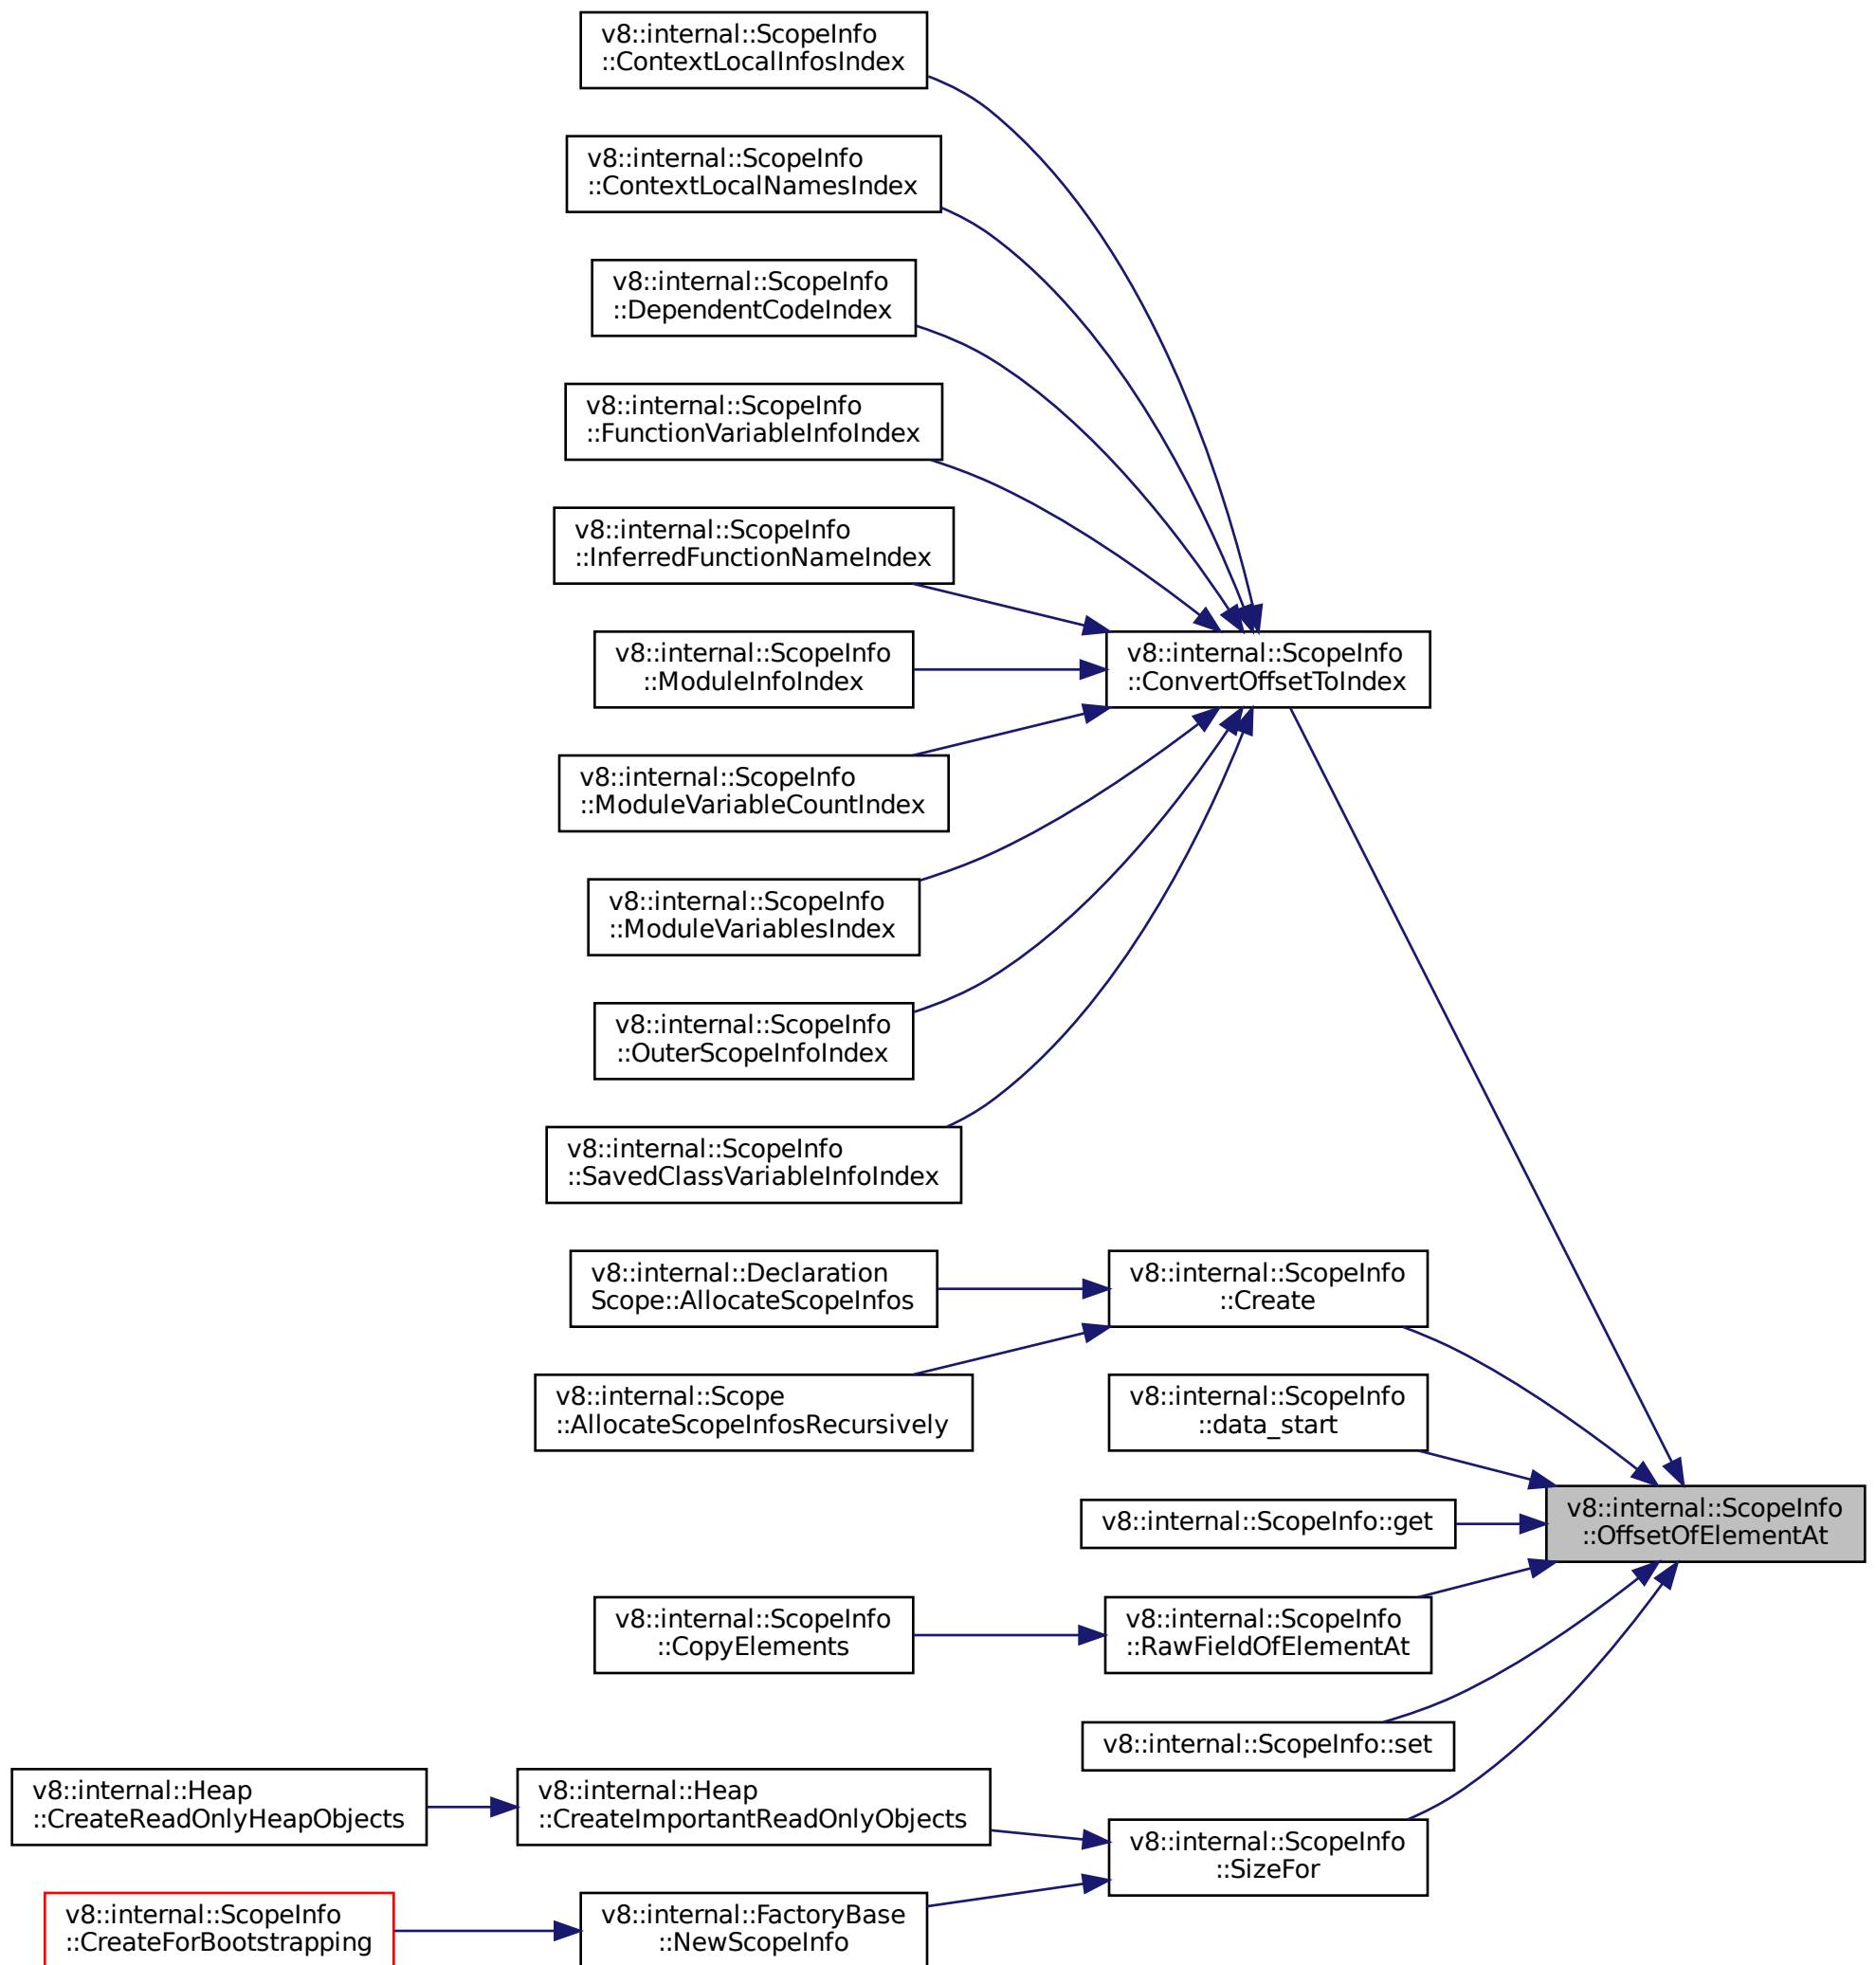 v8::internal::ScopeInfo
::ContextLocalInfosIndex
v8::internal::ScopeInfo
::ContextLocalNamesIndex
v8::internal::ScopeInfo
::DependentCodeIndex
v8::internal::ScopeInfo
::FunctionVariableInfoIndex
v8::internal::ScopeInfo
::InferredFunctionNameIndex
v8::internal::ScopeInfo
::ModuleInfoIndex
v8::internal::ScopeInfo
::ConvertOffsetToIndex
v8::internal::ScopeInfo
::ModuleVariableCountIndex
v8::internal::ScopeInfo
::ModuleVariablesIndex
v8::internal::ScopeInfo
::OuterScopeInfoIndex
v8::internal::ScopeInfo
::SavedClassVariableInfoIndex
v8::internal::Declaration
Scope::AllocateScopeInfos
v8::internal::ScopeInfo
::Create
v8::internal::Scope
::AllocateScopeInfosRecursively
v8::internal::ScopeInfo
::data_start
v8::internal::ScopeInfo::get
v8::internal::ScopeInfo
::OffsetOfElementAt
v8::internal::ScopeInfo
::CopyElements
v8::internal::ScopeInfo
::RawFieldOfElementAt
v8::internal::ScopeInfo::set
v8::internal::Heap
::CreateReadOnlyHeapObjects
v8::internal::Heap
::CreateImportantReadOnlyObjects
v8::internal::ScopeInfo
::SizeFor
v8::internal::ScopeInfo
::CreateForBootstrapping
v8::internal::FactoryBase
::NewScopeInfo